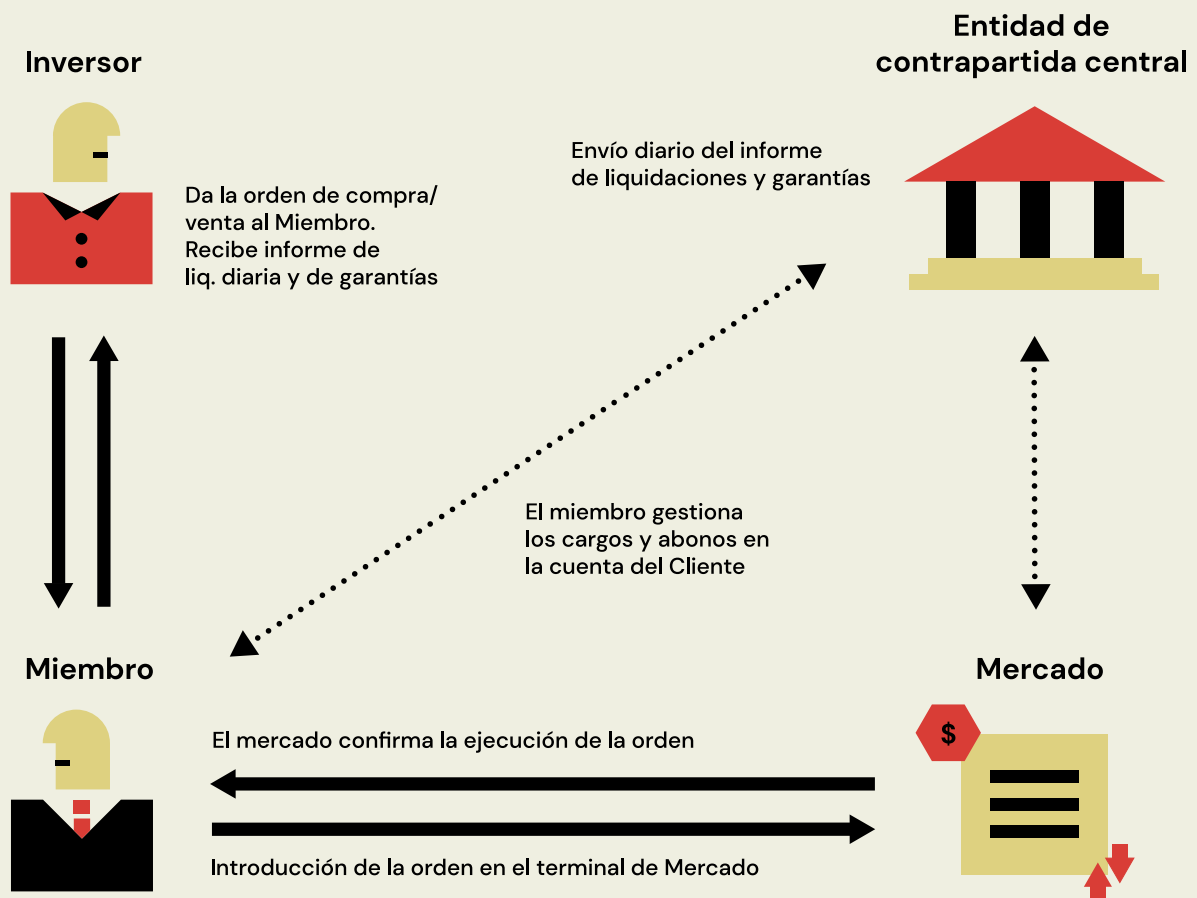 Inversor
Entidad de
contrapartida central
Da la orden de compra/
venta al Miembro.
Recibe informe de
liq. diaria y de garantías
Envío diario del informe
de liquidaciones y garantías
El miembro gestiona
los cargos y abonos en
la cuenta del Cliente
Miembro
Mercado
$
El mercado confirma la ejecución de la orden
Introducción de la orden en el terminal de Mercado